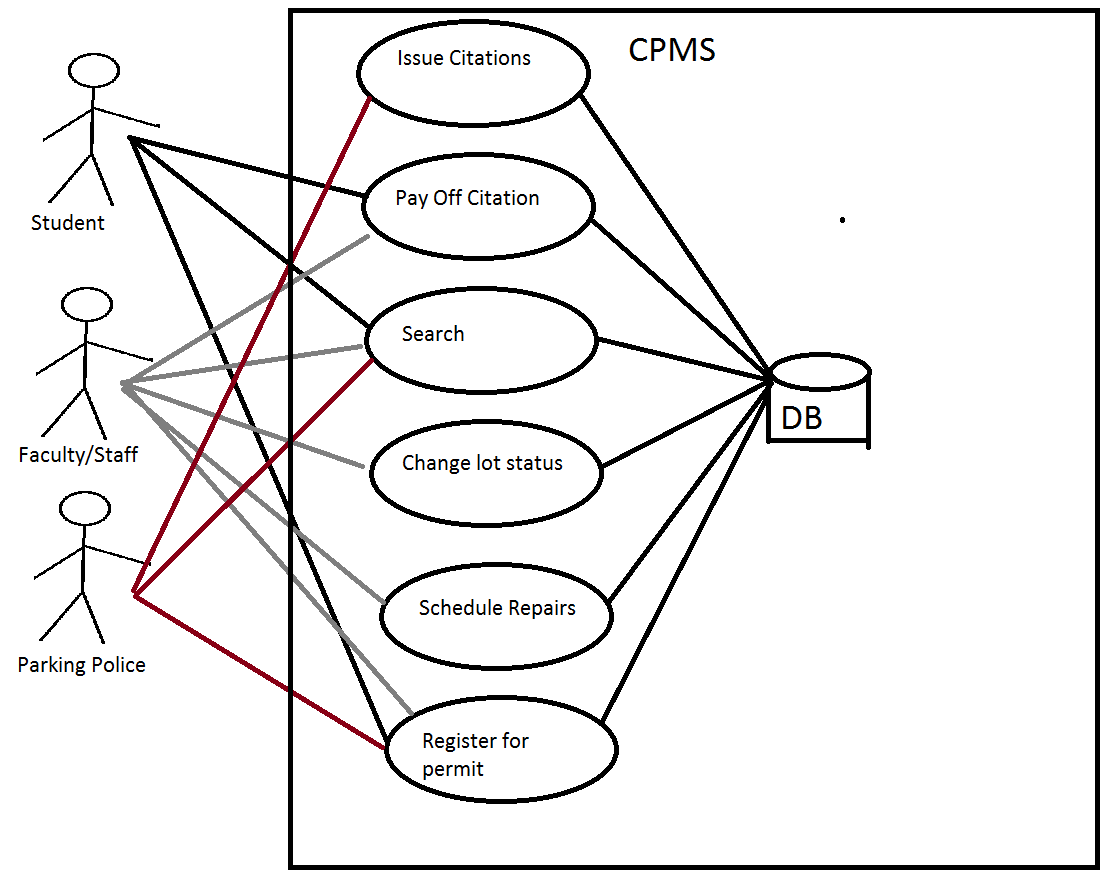 Issue Citations
CPMS
Pay Off Citation
Student
Search
DB
Faculty/Staff
Change lot status
Schedule Repairs
Parking Police
Register for
permit